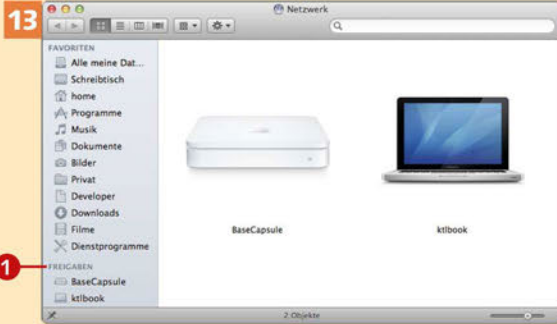 13
Netzwerk
FAVORITEN
Alle meine Dat...
Schreibtisch
home
Programme
Musik
Dokumente
Bilder
Privat
Developer
Downloads
Filme
Dienstprogramme
1
FREIGABEN
BaseCapsule
ktlbook
BaseCapsule
ktlbook
2 Objekte